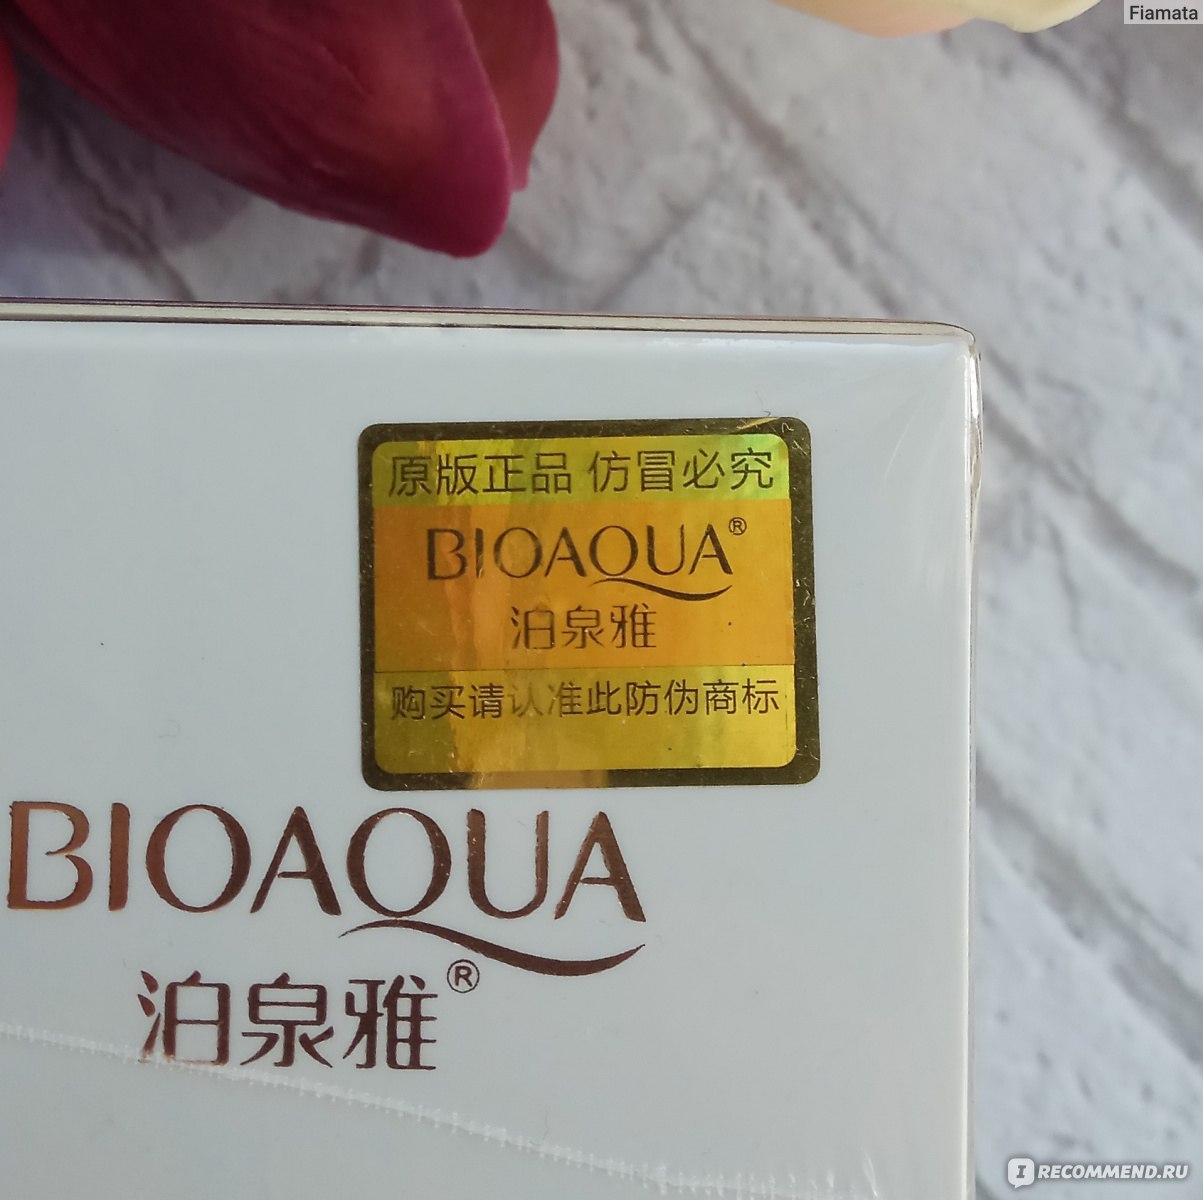 Fiamata
原版正品 仿冒必究
BIOAQUA®
泊泉雅
购买请认准此防伪商标
BIOAQUA
泊泉雅®
IRECOMMEND.RU